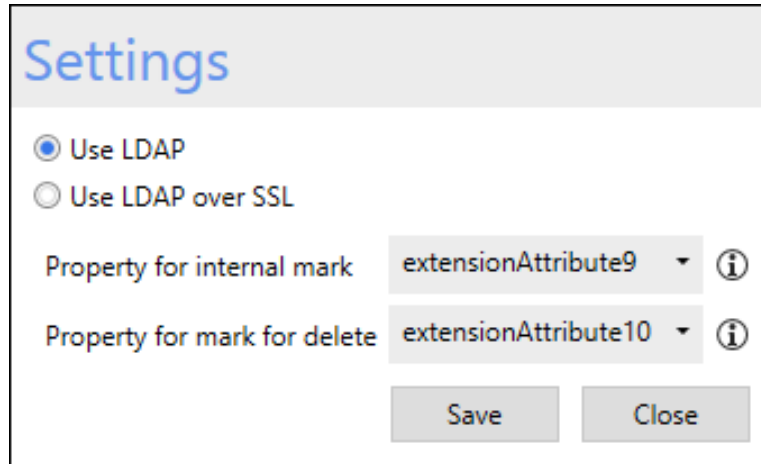 Settings
Use LDAP
Use LDAP over SSL
Property for internal mark extensionAttribute9
Property for mark for delete extensionAttribute10
Save Close